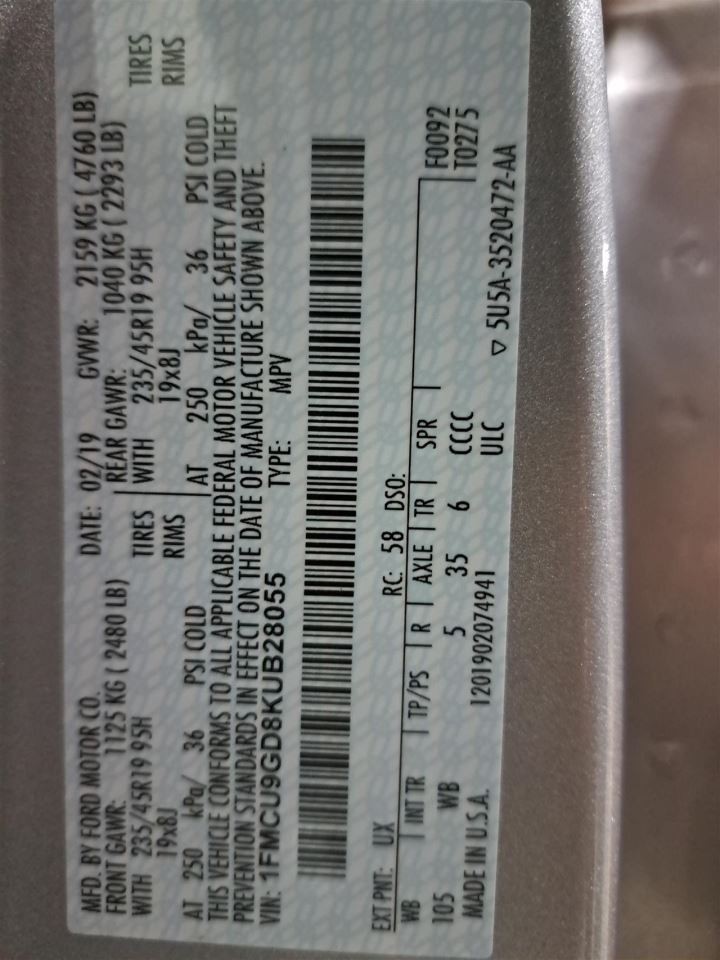 MFD. BY FORD MOTOR CO. DATE: 02/19 GVWR: 2159 KG ( 4760 LB)
FRONT GAWR: 1125 KG ( 2480 LB) REAR GAWR: 1040 KG ( 2293 LB)
WITH 235/45R19 95H TIRES WITH 235/45R19 95H TIRES
19x8J RIMS 19x8J RIMS
AT 250 kPa/ 36 PSI COLD AT 250 kPa/ 36 PSI COLD
THIS VEHICLE CONFORMS TO ALL APPLICABLE FEDERAL MOTOR VEHICLE SAFETY AND THEFT
PREVENTION STANDARDS IN EFFECT ON THE DATE OF MANUFACTURE SHOWN ABOVE.
VIN: 1FMCU9GD8KUB28055 TYPE: MPV
EXT PNT: UX RC: 58 DSO:
WB INT TR TP/PS R AXLE TR SPR F0092
105 WB 5 35 6 CCCC T0275
MADE IN U.S.A. 1201902074941 ULC ▽ 5U5A-3520472-AA